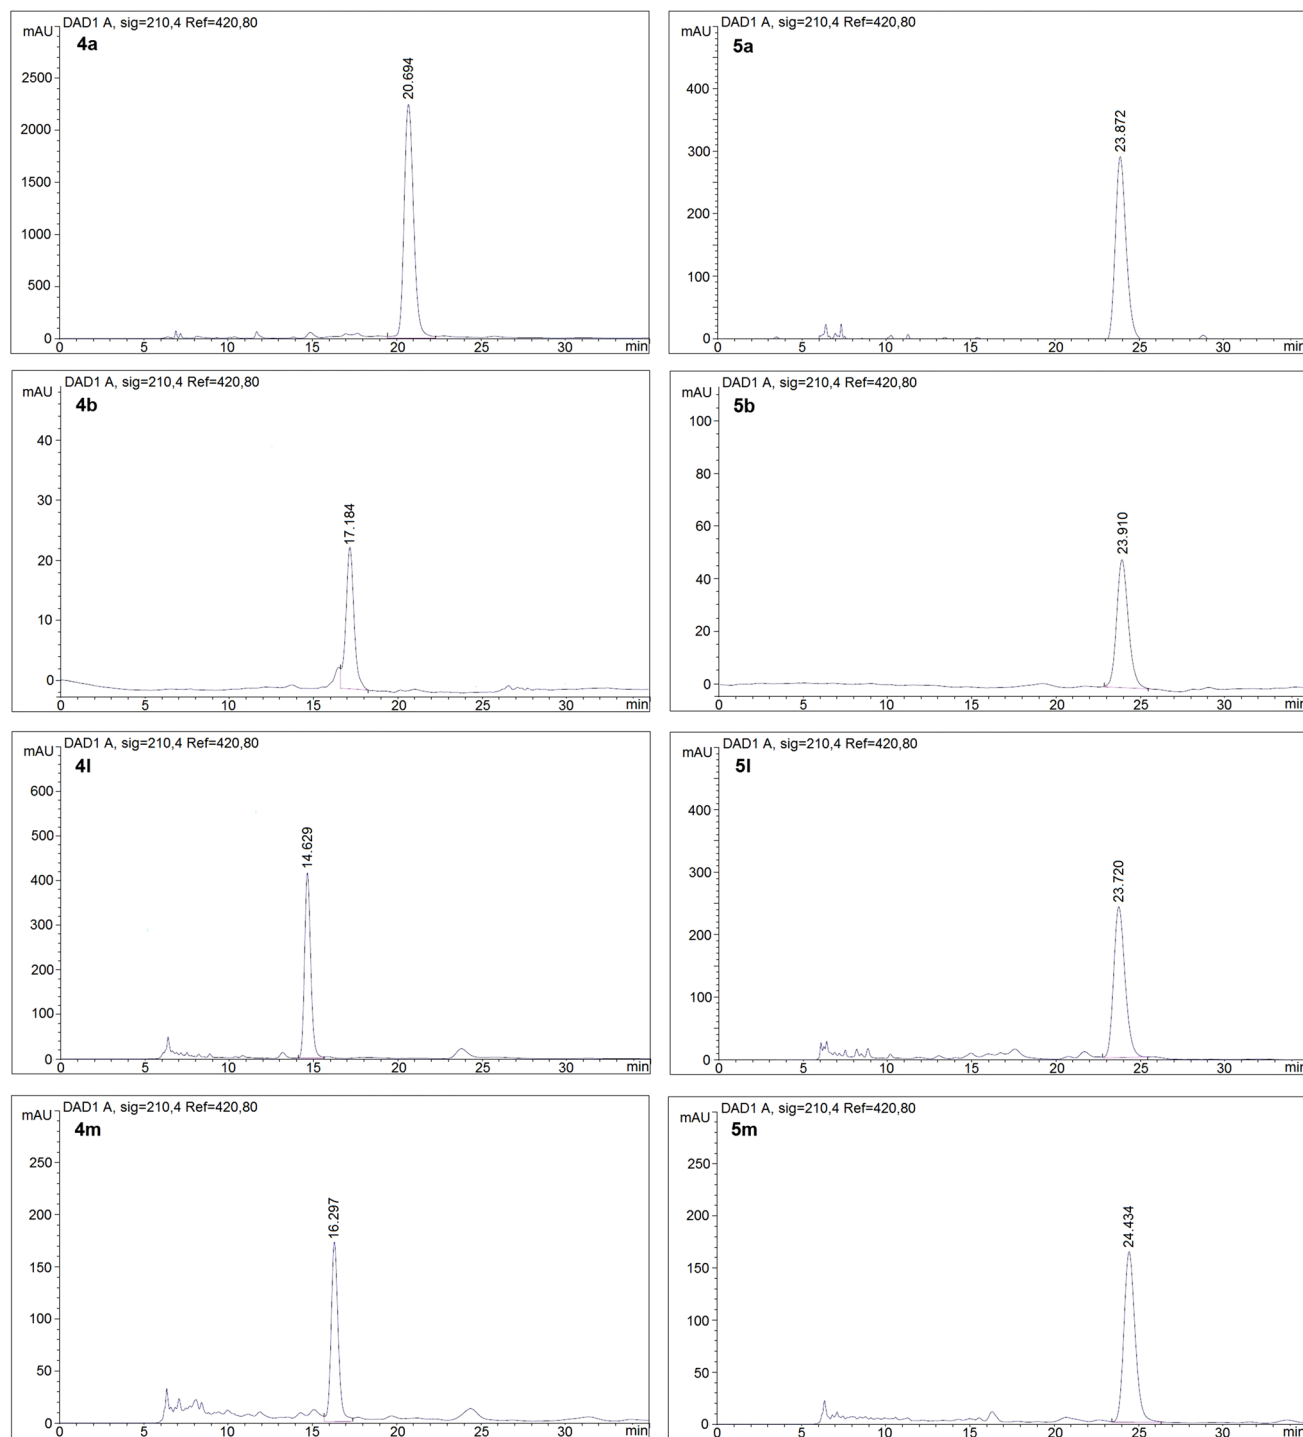 DAD1 A, sig=210,4 Ref=420,80
mAU
4a
20.694
2500
2000
1500
1000
500
0
0 5 10 15 20 25 30 min
DAD1 A, sig=210,4 Ref=420,80
mAU
5a
23.872
400
300
200
100
0
0 5 10 15 20 25 30 min
DAD1 A, sig=210,4 Ref=420,80
mAU
4b
17.184
40
30
20
10
0
0 5 10 15 20 25 30 min
DAD1 A, sig=210,4 Ref=420,80
mAU
5b
23.910
100
80
60
40
20
0
0 5 10 15 20 25 30 min
DAD1 A, sig=210,4 Ref=420,80
mAU
4l
14.629
600
500
400
300
200
100
0
0 5 10 15 20 25 30 min
DAD1 A, sig=210,4 Ref=420,80
mAU
5l
23.720
400
300
200
100
0
0 5 10 15 20 25 30 min
DAD1 A, sig=210,4 Ref=420,80
mAU
4m
16.297
250
200
150
100
50
0
0 5 10 15 20 25 30 min
DAD1 A, sig=210,4 Ref=420,80
mAU
5m
24.434
250
200
150
100
50
0
0 5 10 15 20 25 30 min